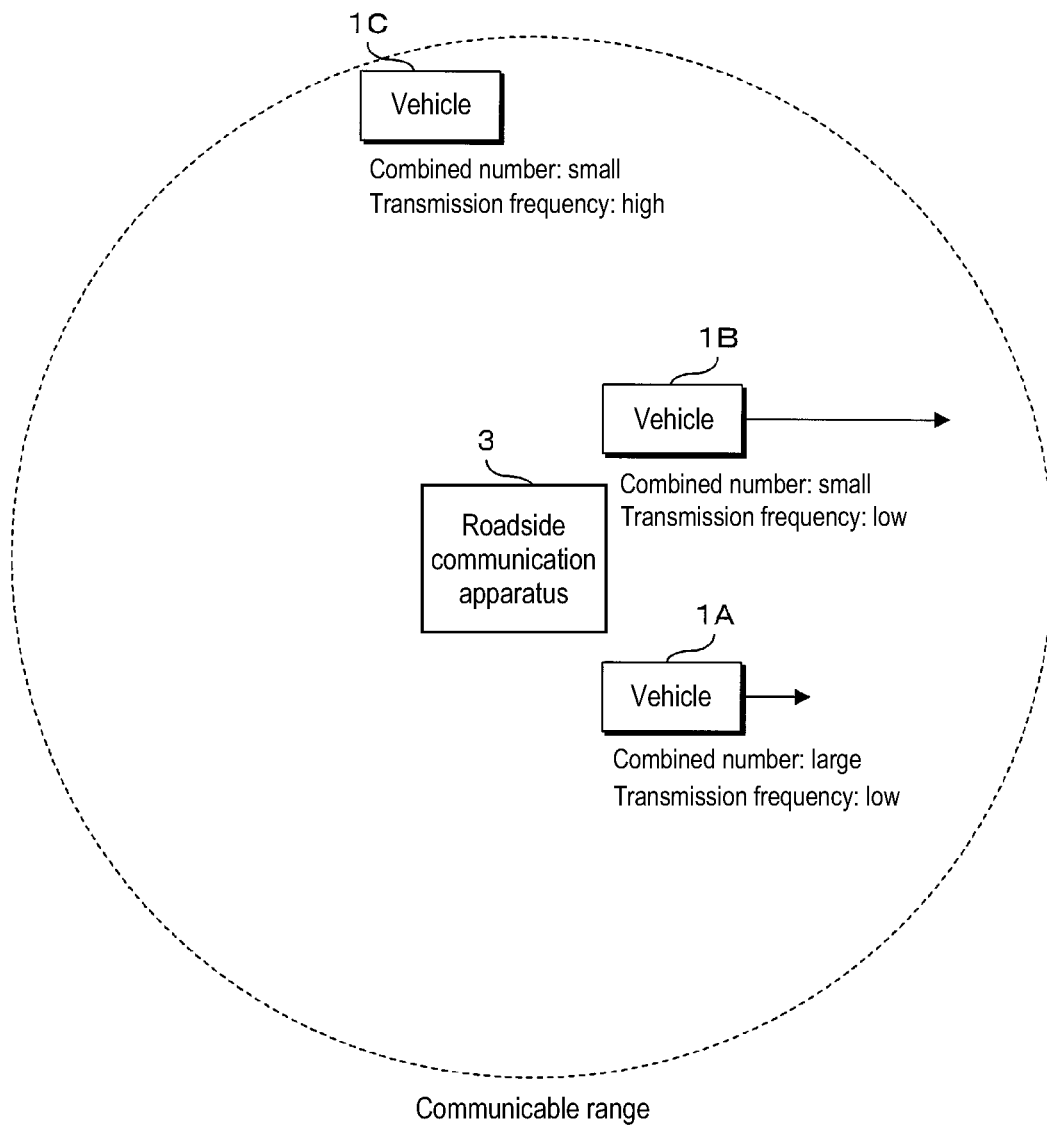 1C
Vehicle
Combined number: small
Transmission frequency: high
1B
Vehicle
Combined number: small
Transmission frequency: low
3
Roadside
communication
apparatus
1A
Vehicle
Combined number: large
Transmission frequency: low
Communicable range